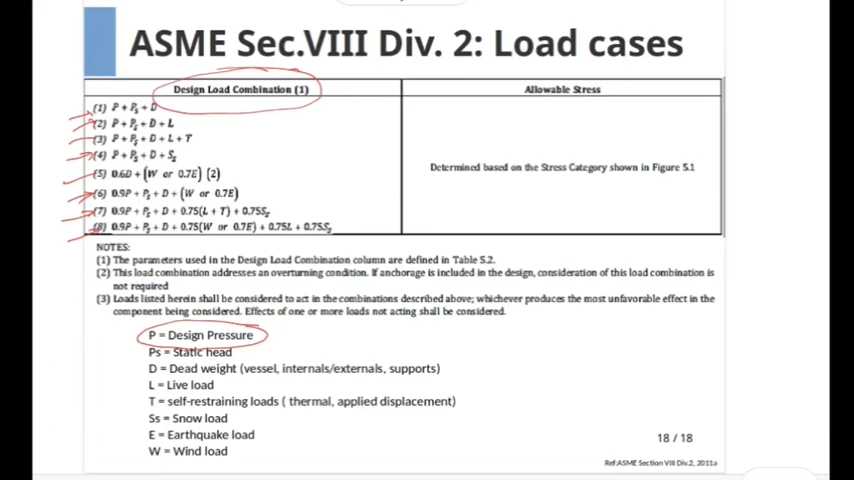 ASME Sec.VIII Div. 2: Load cases
Design Load Combination (1)
Allowable Stress
(1) P + Ps + D
(2) P + Ps + D + L
(3) P + Ps + D + L + T
(4) P + Ps + D + Ss
(5) 0.6D + (W or 0.7E) (2)
(6) 0.9P + Ps + D + (W or 0.7E)
(7) 0.9P + Ps + D + 0.75(L + T) + 0.75Ss
(8) 0.9P + Ps + D + 0.75(W or 0.7E) + 0.75L + 0.75Ss
Determined based on the Stress Category shown in Figure 5.1
NOTES:
(1) The parameters used in the Design Load Combination column are defined in Table 5.2.
(2) This load combination addresses an overturning condition. If anchorage is included in the design, consideration of this load combination is
not required
(3) Loads listed herein shall be considered to act in the combinations described above; whichever produces the most unfavorable effect in the
component being considered. Effects of one or more loads not acting shall be considered.
P = Design Pressure
Ps = Static head
D = Dead weight (vessel, internals/externals, supports)
L = Live load
T = self-restraining loads ( thermal, applied displacement)
Ss = Snow load
E = Earthquake load
W = Wind load
18 / 18
Ref:ASME Section VIII Div.2, 2011a